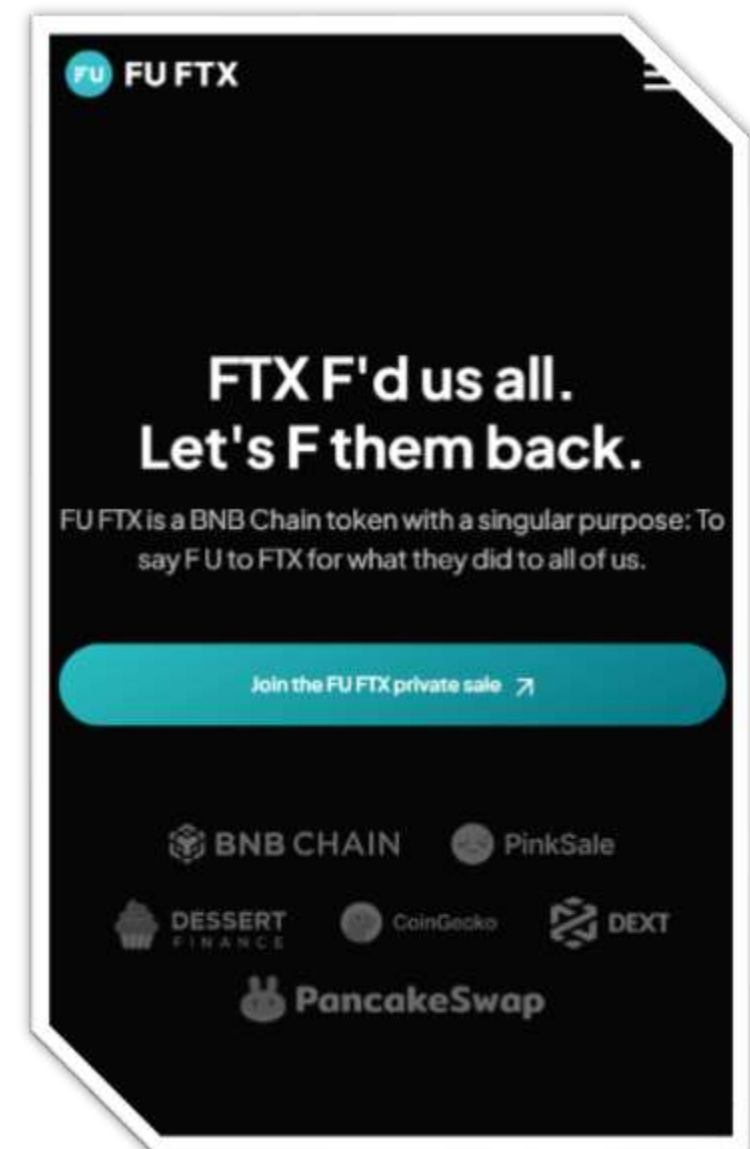 FU FU FTX
FTX F'd us all.
Let's F them back.
FU FTX is a BNB Chain token with a singular purpose: To
say F U to FTX for what they did to all of us.
Join the FU FTX private sale
BNB CHAIN PinkSale
DESSERT FINANCE CoinGecko DEXT
PancakeSwap